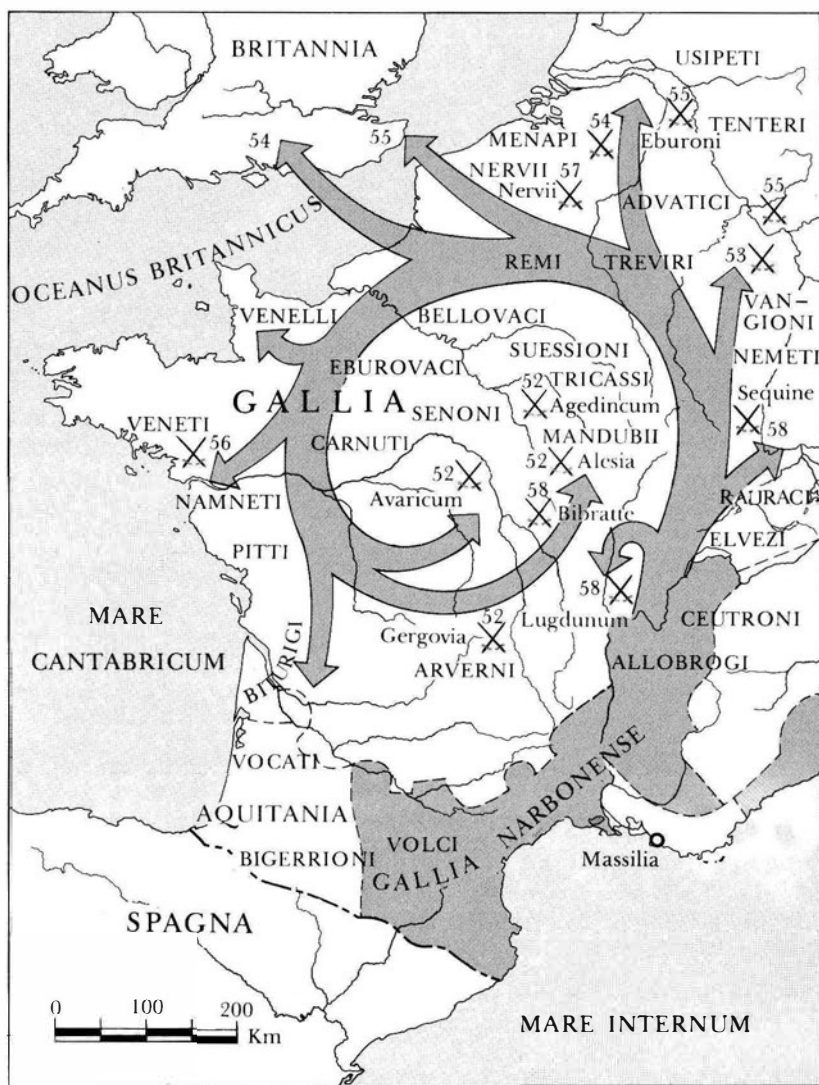 BRITANNIA
USIPETI
55
54
54
55
MENAPI
Eburoni
TENTERI
NERVII
57
Nervii
ADVATICI
55
OCEANUS BRITANNICUS
REMI
TREVIRI
53
VAN-
GIONI
VENELLI
BELLOVACI
NEMETI
SUESSIONI
EBUROVACI
52
TRICASSI
Sequine
GALLIA
SENONI
Agedincum
VENETI
56
CARNUTI
MANDUBII
58
52
52
Alesia
NAMNETI
Avaricum
RAURACI
58
Bibratte
PITTI
ELVEZI
MARE
CANTABRICUM
58
52
Lugdunum
CEUTRONI
Gergovia
BITURIGI
ARVERNI
ALLOBROGI
VOCATI
AQUITANIA
VOLCI
GALLIA NARBONENSE
BIGERRIONI
Massilia
SPAGNA
0 100 200
Km
MARE INTERNUM